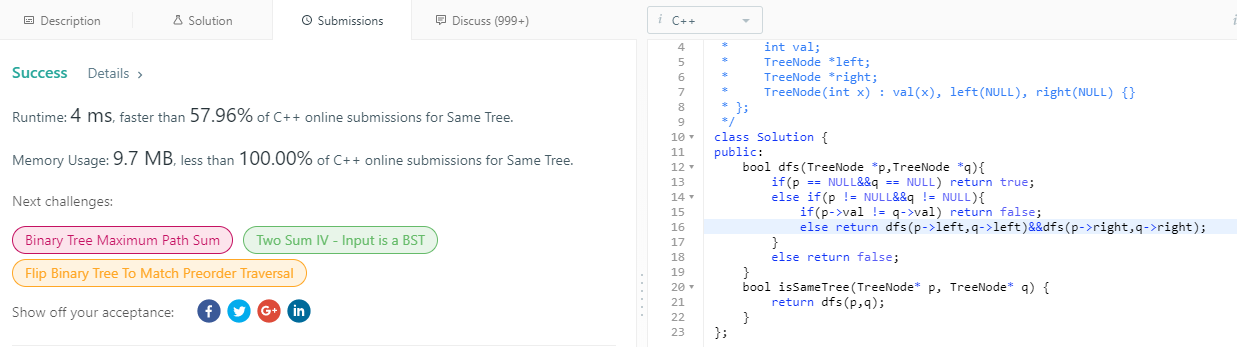 Description
Solution
Submissions
Discuss (999+)
Success
Details ›
Runtime: 4 ms, faster than 57.96% of C++ online submissions for Same Tree.
Memory Usage: 9.7 MB, less than 100.00% of C++ online submissions for Same Tree.
Next challenges:
Binary Tree Maximum Path Sum
Two Sum IV - Input is a BST
Flip Binary Tree To Match Preorder Traversal
Show off your acceptance:
f
G+
in
i C++
i
4 *     int val;
5 *     TreeNode *left;
6 *     TreeNode *right;
7 *     TreeNode(int x) : val(x), left(NULL), right(NULL) {}
8 * };
9 */
10 class Solution {
11 public:
12     bool dfs(TreeNode *p,TreeNode *q){
13         if(p == NULL&&q == NULL) return true;
14         else if(p != NULL&&q != NULL){
15             if(p->val != q->val) return false;
16             else return dfs(p->left,q->left)&&dfs(p->right,q->right);
17         }
18         else return false;
19     }
20     bool isSameTree(TreeNode* p, TreeNode* q) {
21         return dfs(p,q);
22     }
23 };